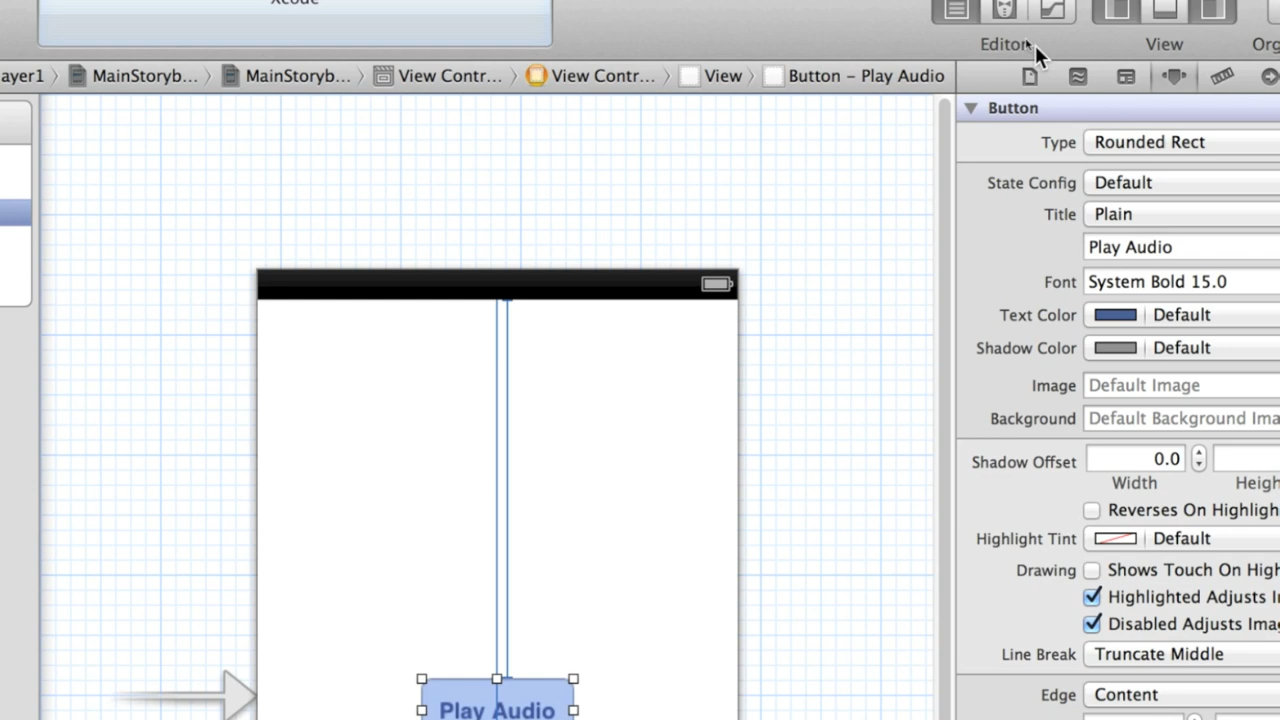 Xcode
Editor
View
Org
ayer1
MainStoryb...
MainStoryb...
View Contr...
View Contr...
View
Button – Play Audio
Button
Type Rounded Rect
State Config Default
Title Plain
Play Audio
Font System Bold 15.0
Text Color Default
Shadow Color Default
Image Default Image
Background Default Background Ima
Shadow Offset 0.0
Width Heigh
Reverses On Highligh
Highlight Tint Default
Drawing Shows Touch On High
Highlighted Adjusts I
Disabled Adjusts Imag
Line Break Truncate Middle
Edge Content
Play Audio